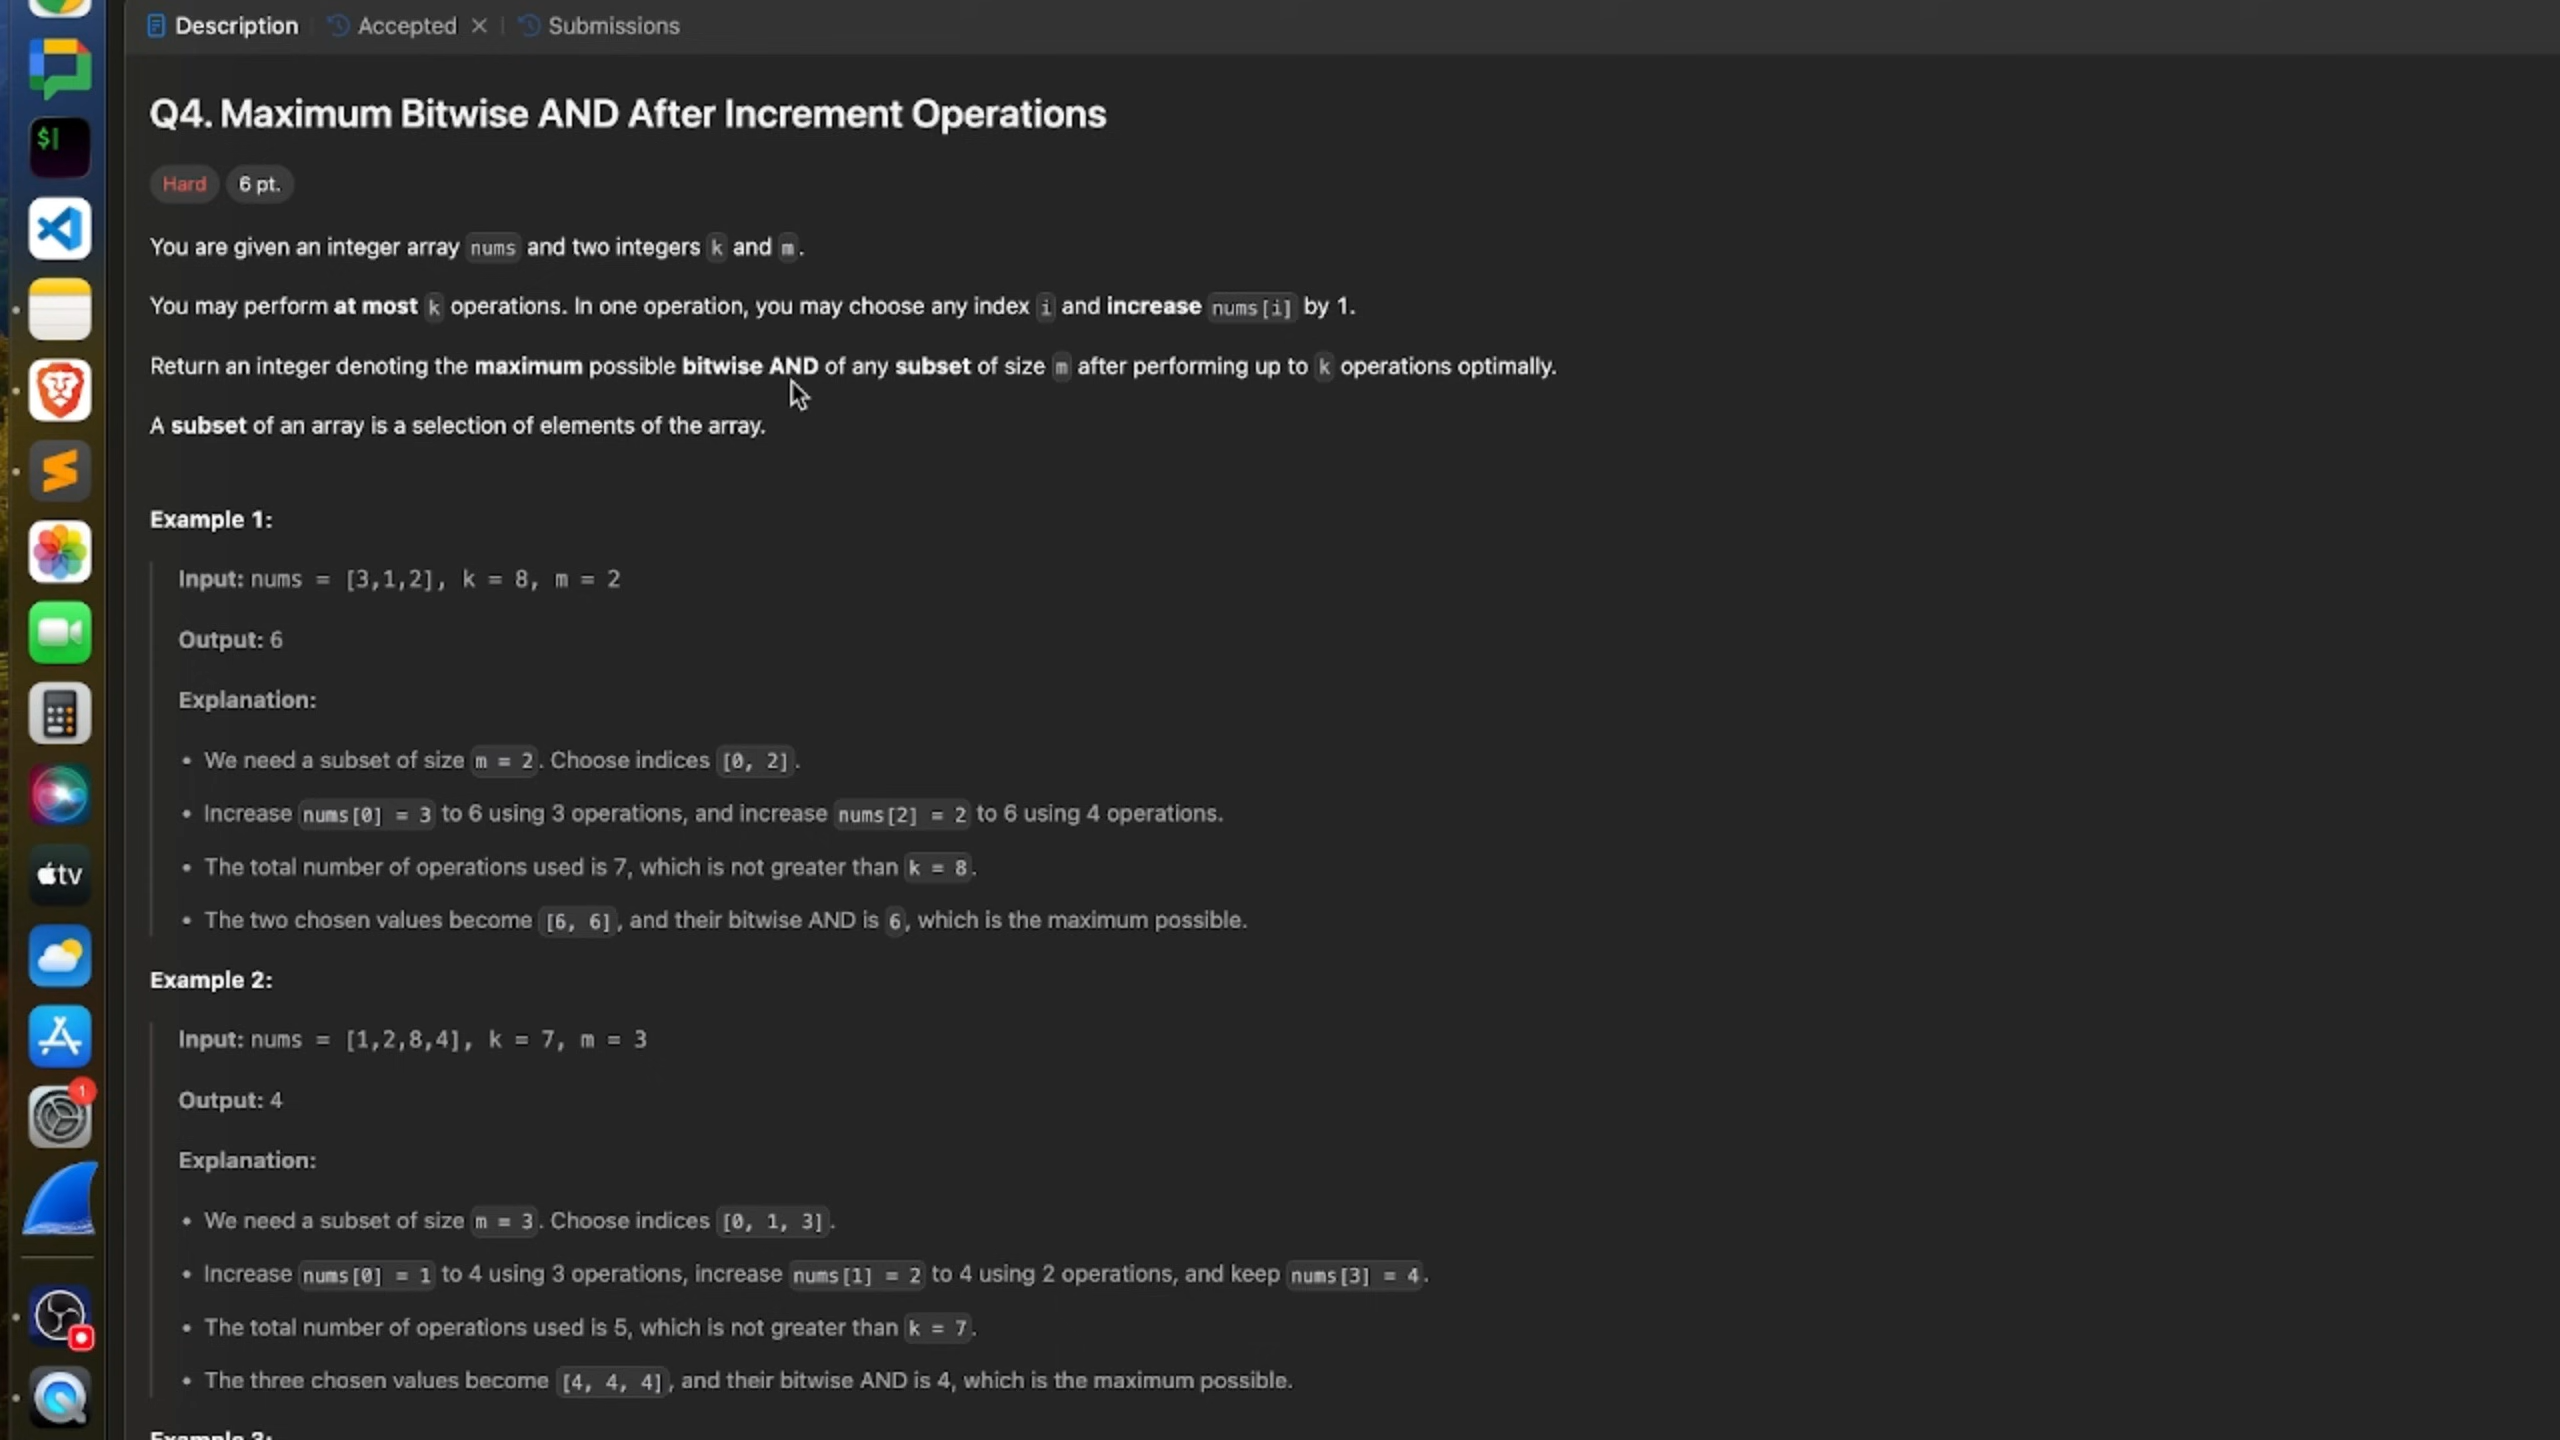 Description
Accepted
Submissions
Q4. Maximum Bitwise AND After Increment Operations
Hard 6 pt.
You are given an integer array nums and two integers k and m.
You may perform at most k operations. In one operation, you may choose any index i and increase nums[i] by 1.
Return an integer denoting the maximum possible bitwise AND of any subset of size m after performing up to k operations optimally.
A subset of an array is a selection of elements of the array.
Example 1:
Input: nums = [3,1,2], k = 8, m = 2
Output: 6
Explanation:
• We need a subset of size m = 2. Choose indices [0, 2].
• Increase nums[0] = 3 to 6 using 3 operations, and increase nums[2] = 2 to 6 using 4 operations.
• The total number of operations used is 7, which is not greater than k = 8.
• The two chosen values become [6, 6], and their bitwise AND is 6, which is the maximum possible.
Example 2:
Input: nums = [1,2,8,4], k = 7, m = 3
Output: 4
Explanation:
• We need a subset of size m = 3. Choose indices [0, 1, 3].
• Increase nums[0] = 1 to 4 using 3 operations, increase nums[1] = 2 to 4 using 2 operations, and keep nums[3] = 4.
• The total number of operations used is 5, which is not greater than k = 7.
• The three chosen values become [4, 4, 4], and their bitwise AND is 4, which is the maximum possible.
Example 3:
$
tv
1